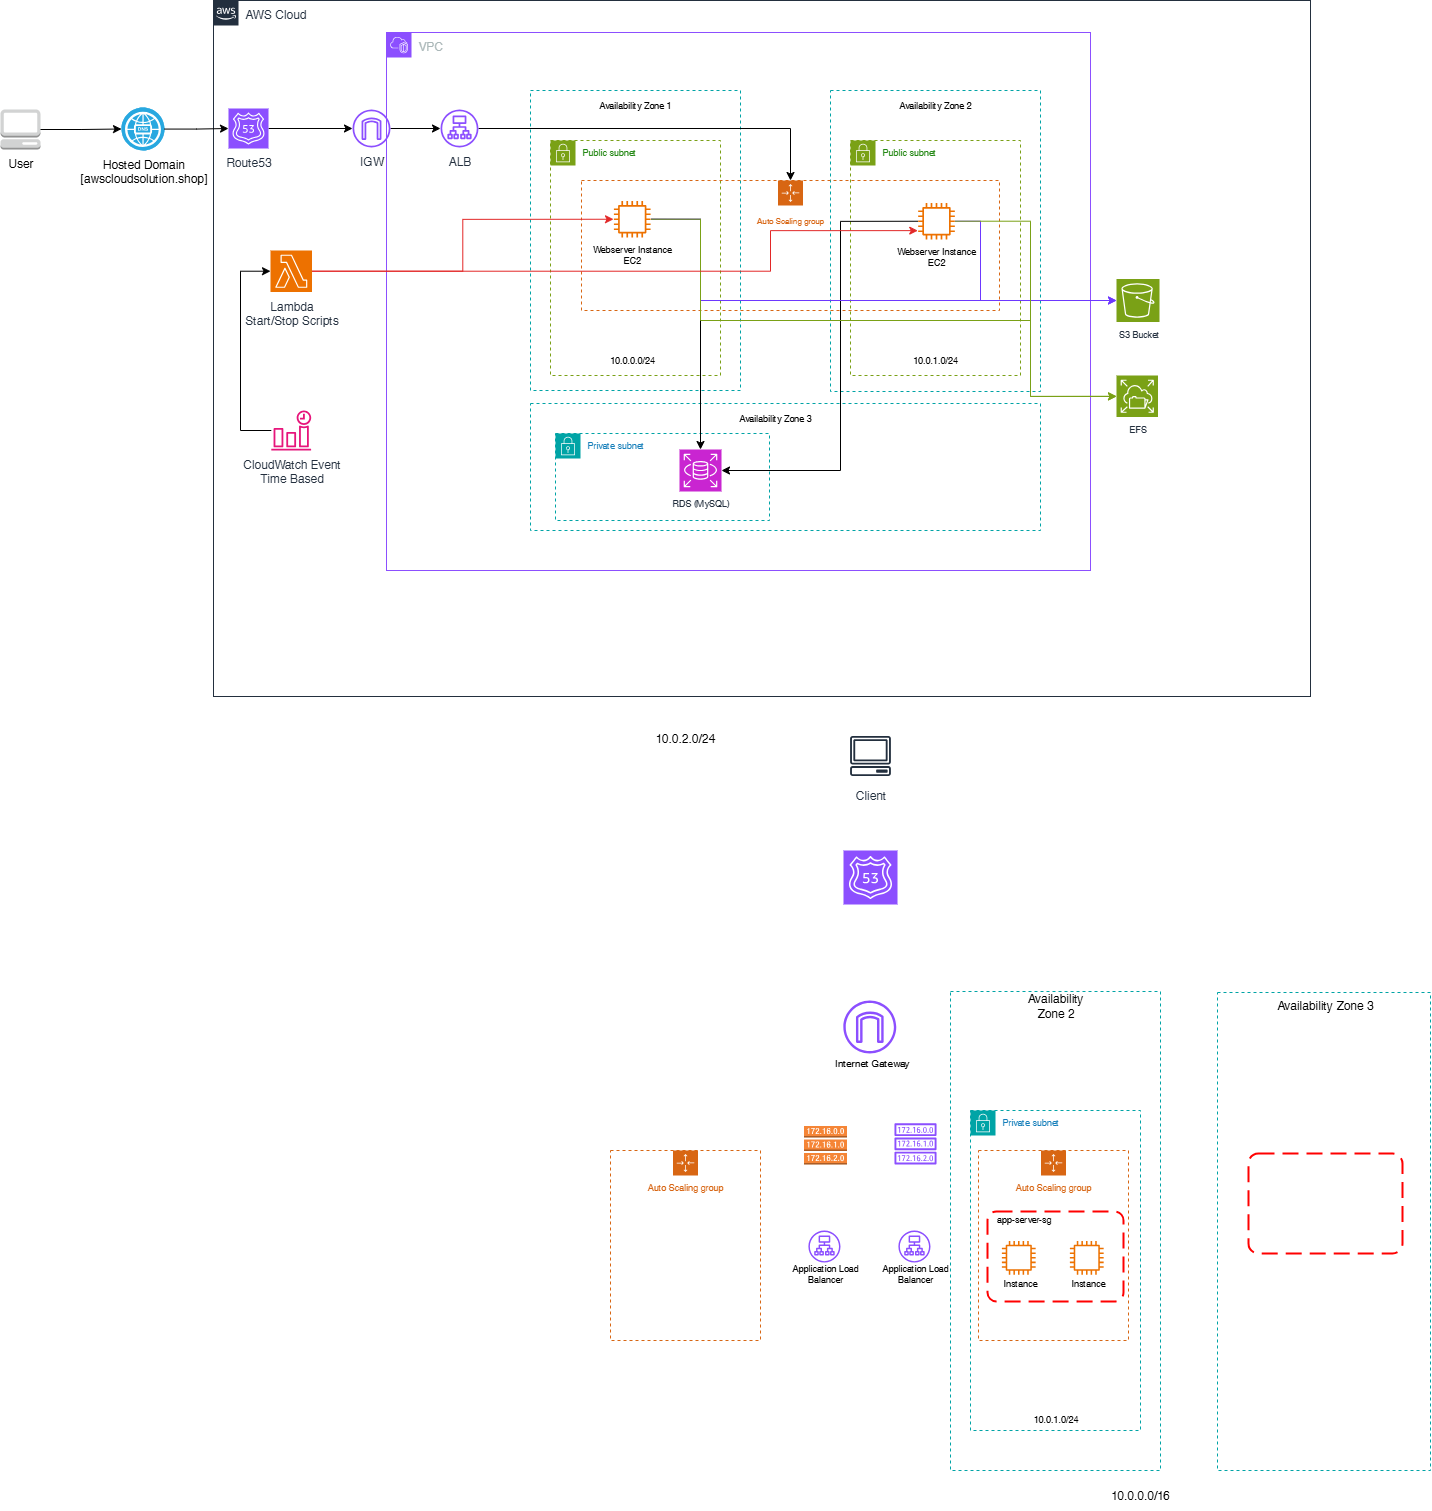 aws
AWS Cloud
VPC
Availability Zone 1
Availability Zone 2
Public subnet
Public subnet
User
DNS
Hosted Domain
[awscloudsolution.shop]
53
Route53
IGW
ALB
Auto Scaling group
Webserver Instance
EC2
Webserver Instance
EC2
Lambda
Start/Stop Scripts
S3 Bucket
10.0.0.0/24
10.0.1.0/24
Availability Zone 3
EFS
Private subnet
CloudWatch Event
Time Based
RDS (MySQL)
10.0.2.0/24
Client
53
Availability
Zone 2
Availability Zone 3
Internet Gateway
172.16.0.0
172.16.1.0
172.16.2.0
172.16.0.0
172.16.1.0
172.16.2.0
Private subnet
Auto Scaling group
Auto Scaling group
app-server-sg
Application Load
Balancer
Application Load
Balancer
Instance
Instance
10.0.1.0/24
10.0.0.0/16